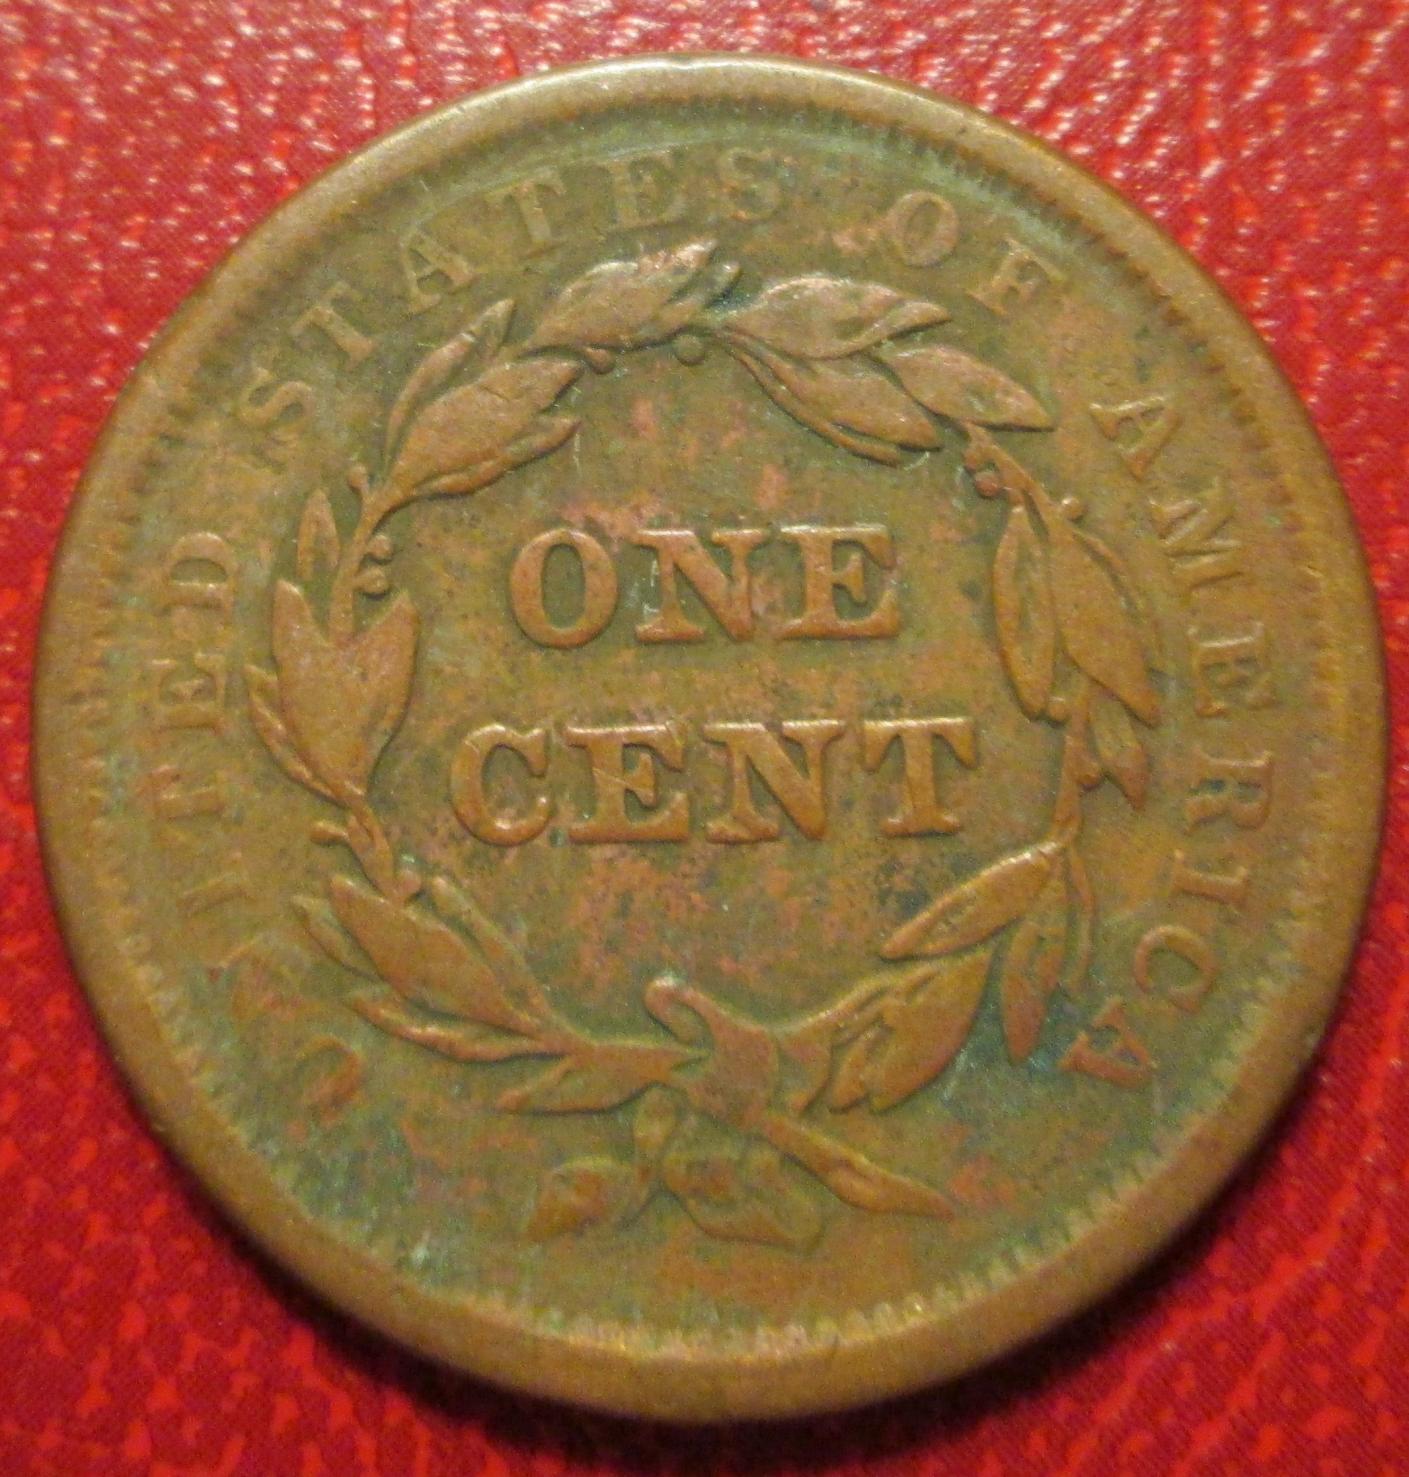 UNITED STATES OF AMERICA
ONE
CENT